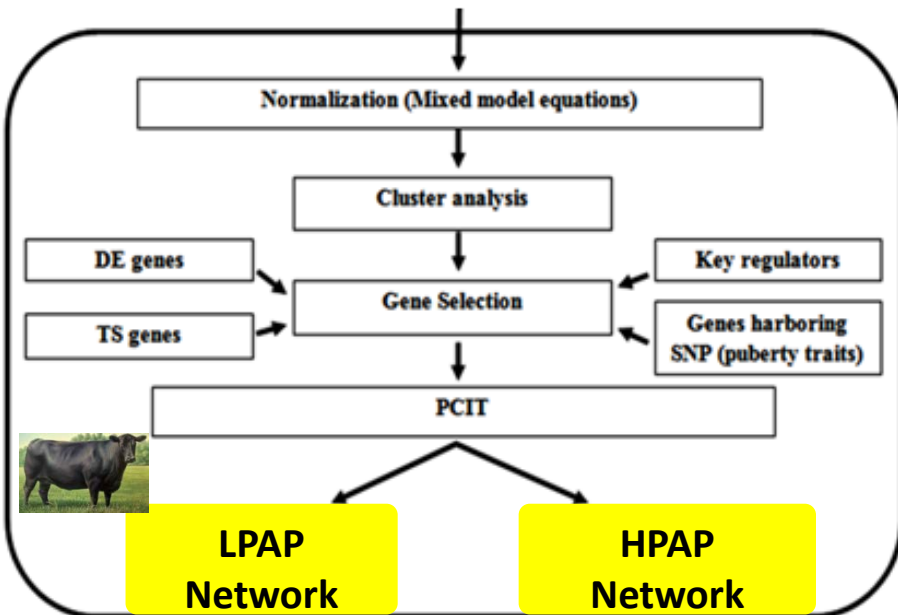 Normalization (Mixed model equations)
Cluster analysis
DE genes
Key regulators
Gene Selection
TS genes
Genes harboring
SNP (puberty traits)
PCIT
LPAP
Network
HPAP
Network